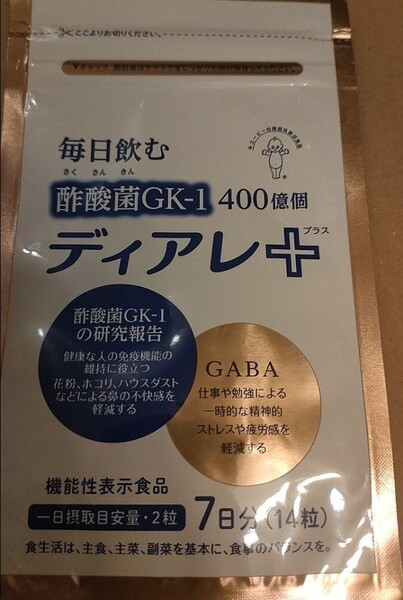 ここよりお切りください。
毎日飲む
さくさんきん
酢酸菌GK-1 400億個
ディアレ＋
プラス
酢酸菌GK-1
の研究報告
健康な人の免疫機能の
維持に役立つ
花粉、ホコリ、ハウスダスト
などによる鼻の不快感を
軽減する
GABA
仕事や勉強による
一時的な精神的
ストレスや疲労感を
軽減する
機能性表示食品
一日摂取目安量・2粒
7日分(14粒)
食生活は、主食、主菜、副菜を基本に、食事のバランスを。